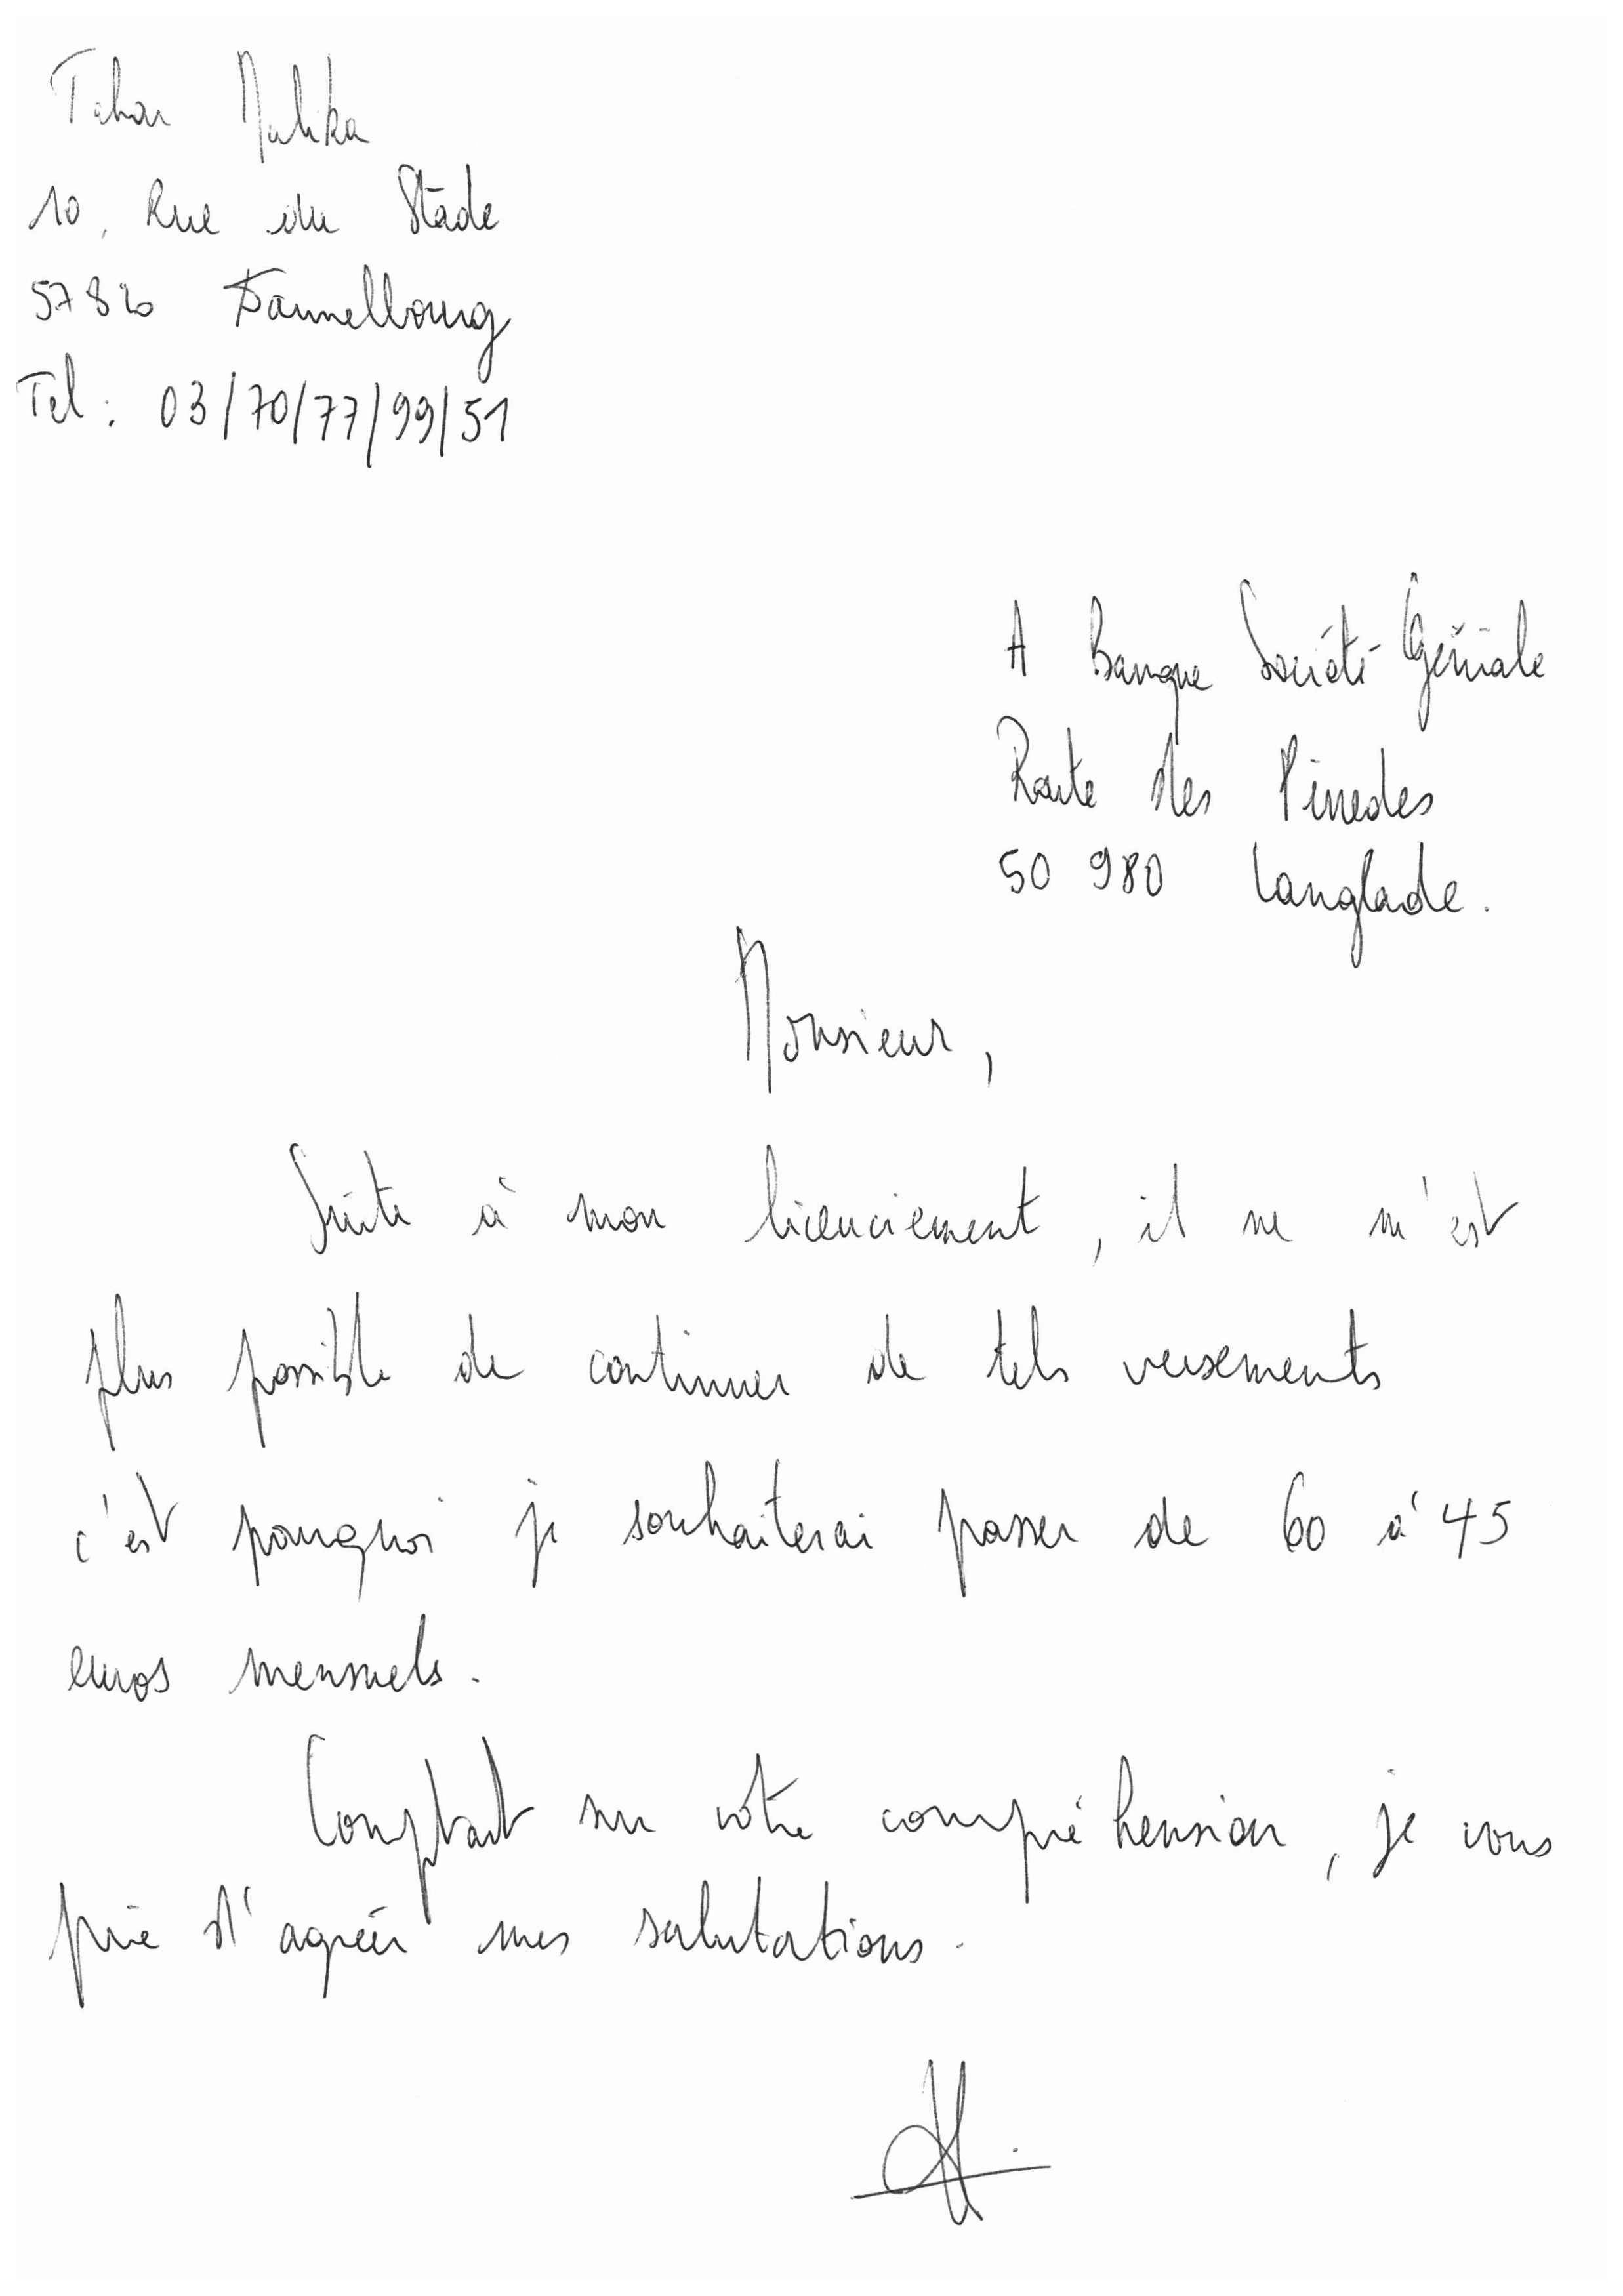 Tahar Malika
10, Rue du Stade
57820 Dannelbourg
Tel : 03/70/77/99/51
A Banque Société Géniale
Route des Pinedes
50 980 Langlade.
Monsieur,
Suite à mon licenciement, il ne m'est
plus possible de continuer de tels versements
c'est pourquoi je souhaiterai passer de 60 à 45
euros mensuels.
Comptant sur votre compréhension, je vous
prie d'agréer mes salutations.